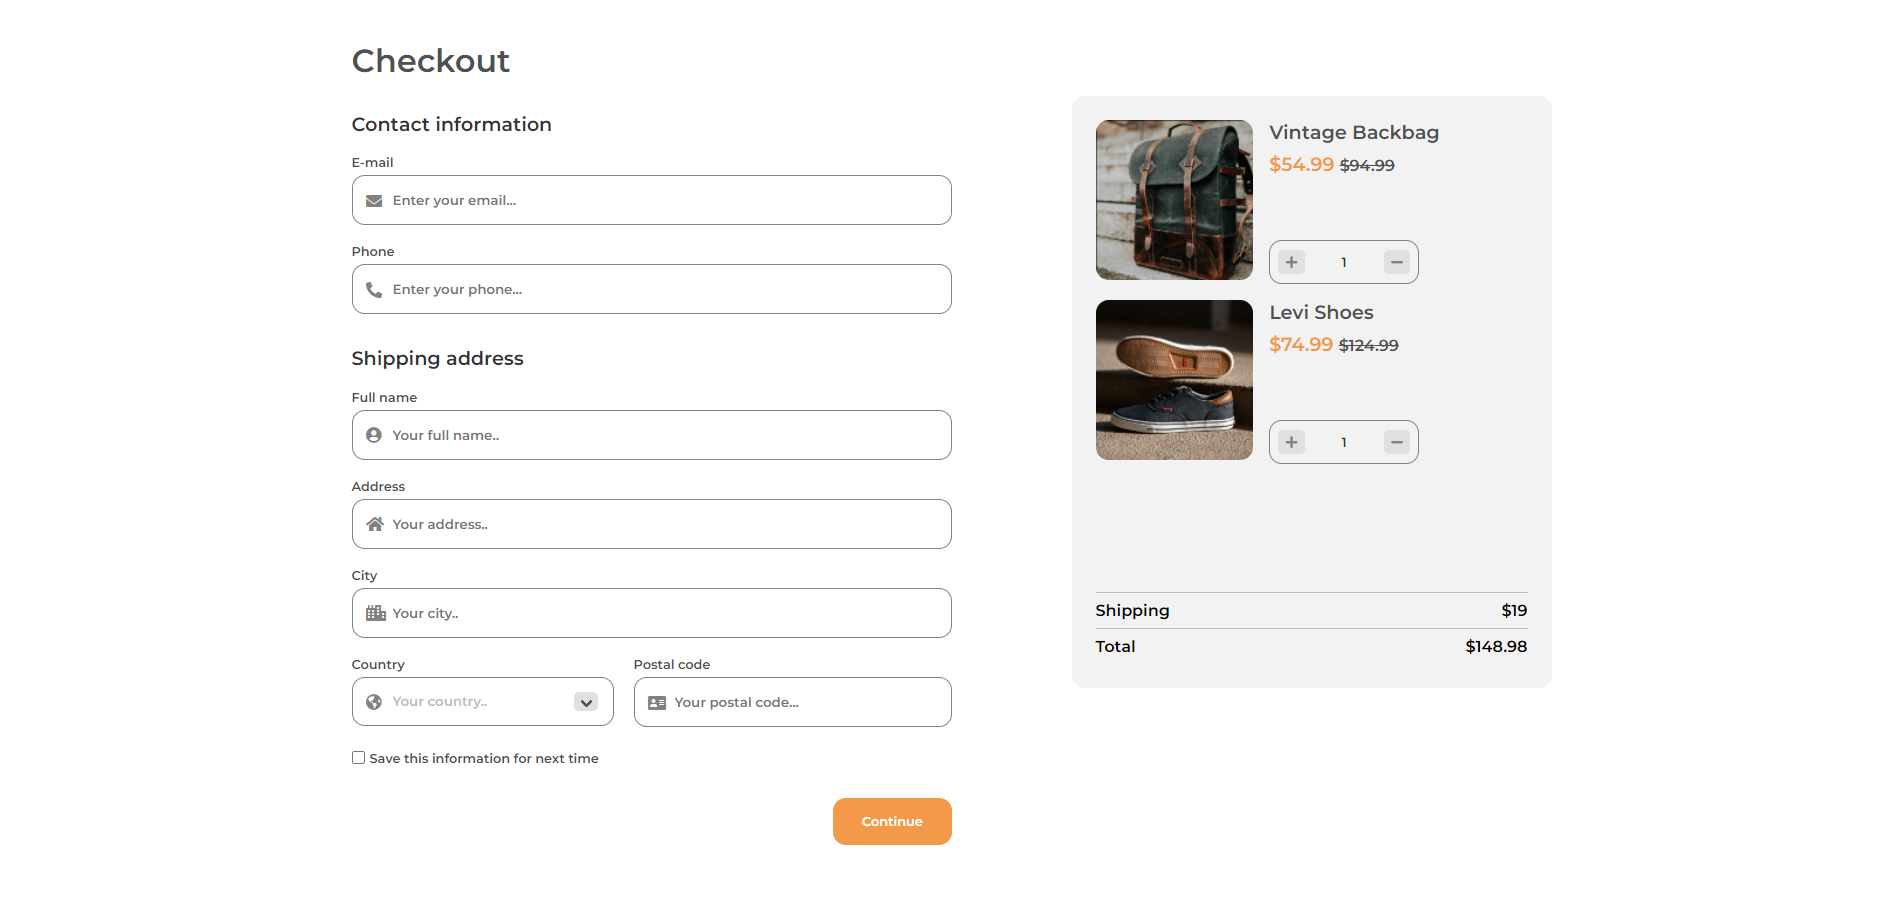 Checkout
Contact information
E-mail
Enter your email...
Phone
Enter your phone...
Shipping address
Full name
Your full name..
Address
Your address..
City
Your city..
Country
Your country..
Postal code
Your postal code...
Save this information for next time
Continue
Vintage Backbag
$54.99 $94.99
1
Levi Shoes
$74.99 $124.99
1
Shipping $19
Total $148.98